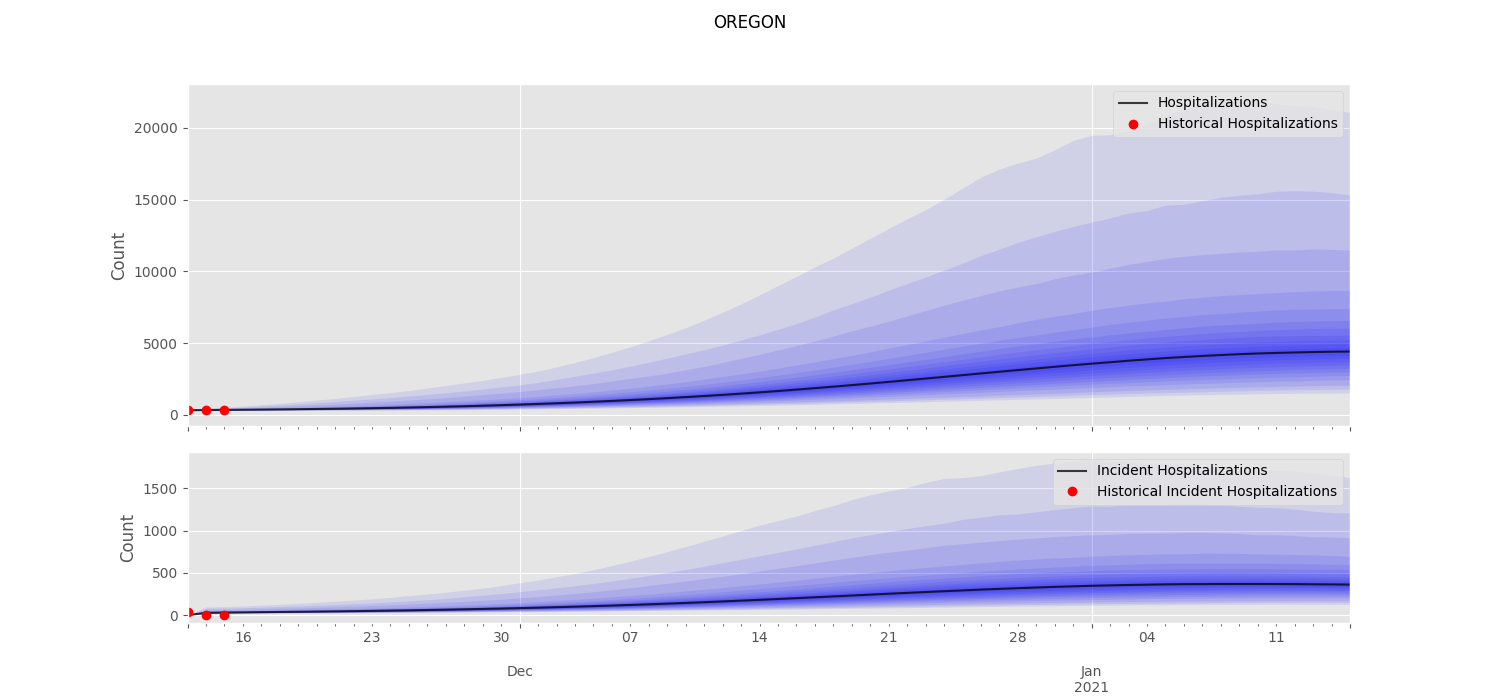 OREGON
Hospitalizations
Historical Hospitalizations
20000
15000
10000
5000
0
Count
Incident Hospitalizations
Historical Incident Hospitalizations
1500
1000
500
0
Count
16 23 30 07 14 21 28 04 11
Dec Jan
2021